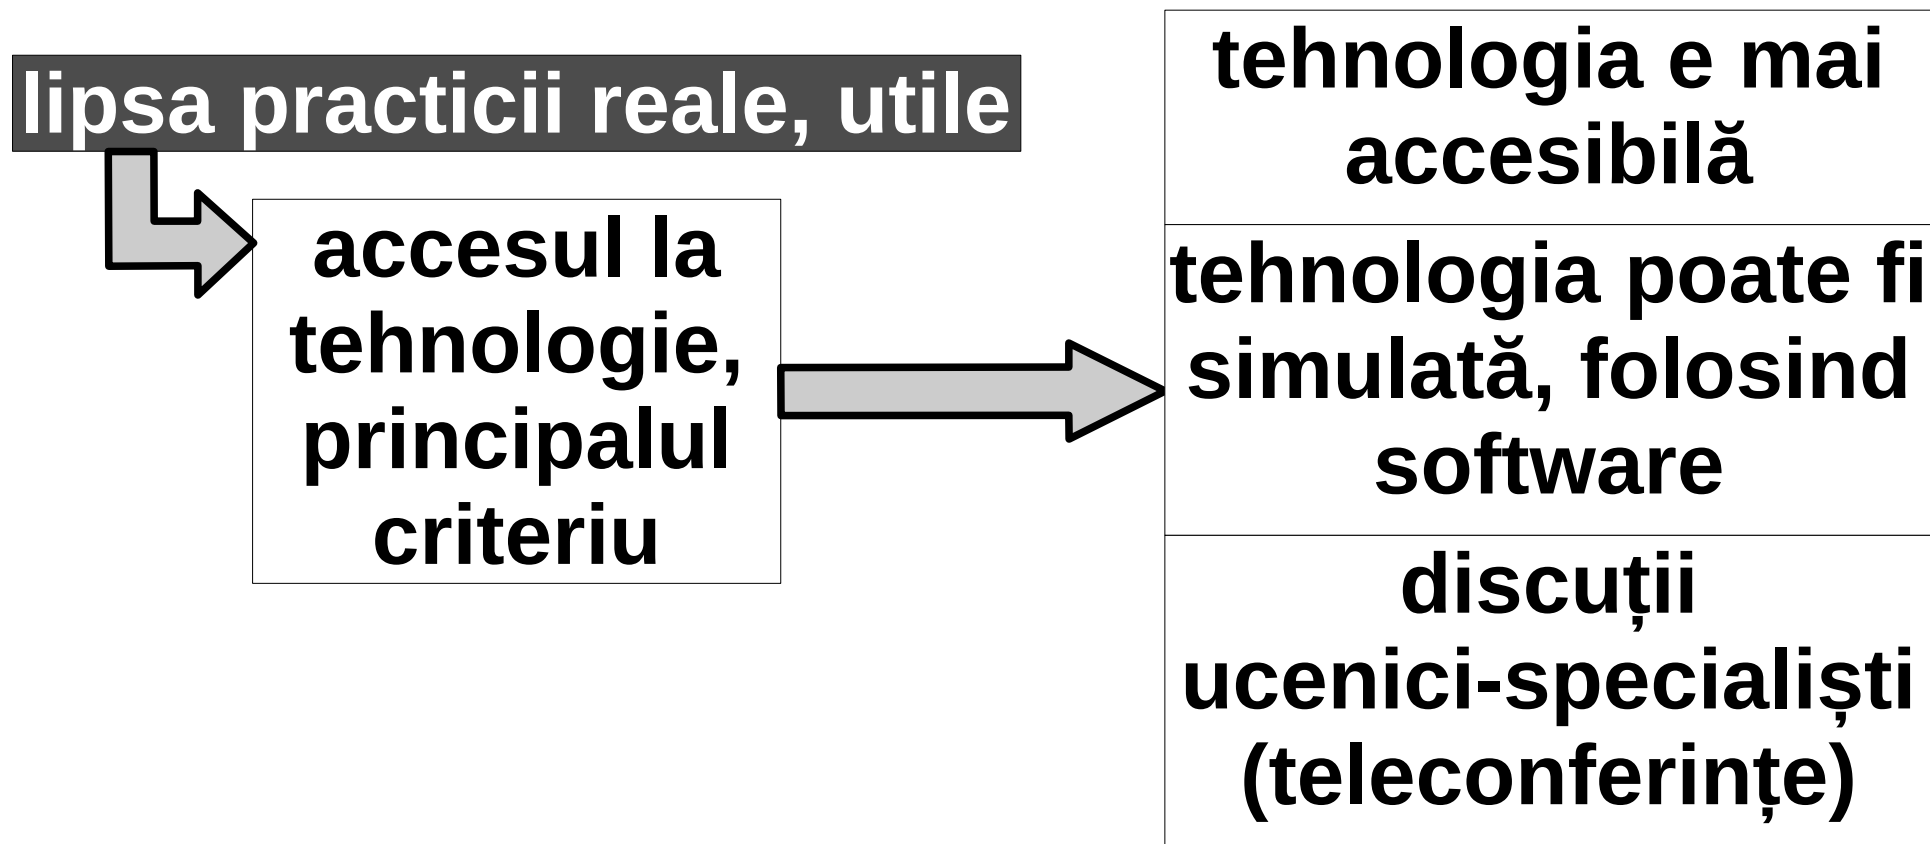 lipsa practicii reale, utile
accesul la
tehnologie,
principalul
criteriu
tehnologia e mai
accesibilă
tehnologia poate fi
simulată, folosind
software
discuții
ucenici-specialiști
(teleconferințe)